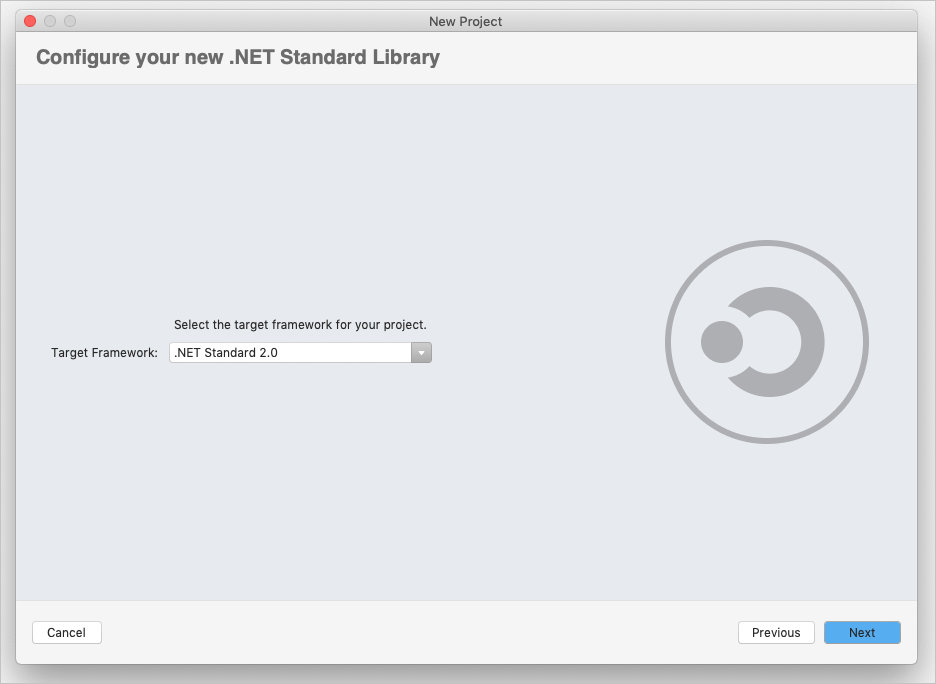 New Project
Configure your new .NET Standard Library
Select the target framework for your project.
Target Framework: .NET Standard 2.0
Cancel Previous Next